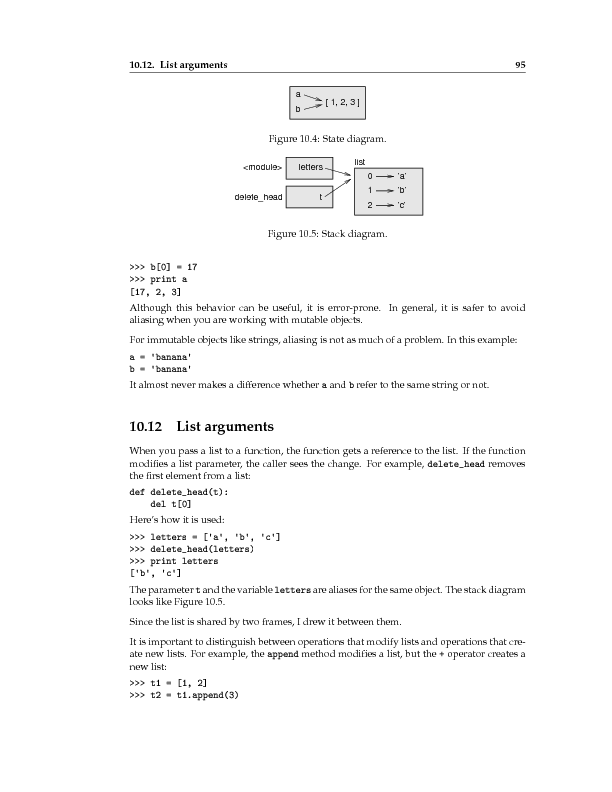 10.12. List arguments 95
a
b
[ 1, 2, 3 ]
Figure 10.4: State diagram.
<module> letters
delete_head t
list
0 'a'
1 'b'
2 'c'
Figure 10.5: Stack diagram.
>>> b[0] = 17
>>> print a
[17, 2, 3]
Although this behavior can be useful, it is error-prone. In general, it is safer to avoid
aliasing when you are working with mutable objects.
For immutable objects like strings, aliasing is not as much of a problem. In this example:
a = 'banana'
b = 'banana'
It almost never makes a difference whether a and b refer to the same string or not.
10.12 List arguments
When you pass a list to a function, the function gets a reference to the list. If the function
modifies a list parameter, the caller sees the change. For example, delete_head removes
the first element from a list:
def delete_head(t):
    del t[0]
Here's how it is used:
>>> letters = ['a', 'b', 'c']
>>> delete_head(letters)
>>> print letters
['b', 'c']
The parameter t and the variable letters are aliases for the same object. The stack diagram
looks like Figure 10.5.
Since the list is shared by two frames, I drew it between them.
It is important to distinguish between operations that modify lists and operations that cre-
ate new lists. For example, the append method modifies a list, but the + operator creates a
new list:
>>> t1 = [1, 2]
>>> t2 = t1.append(3)